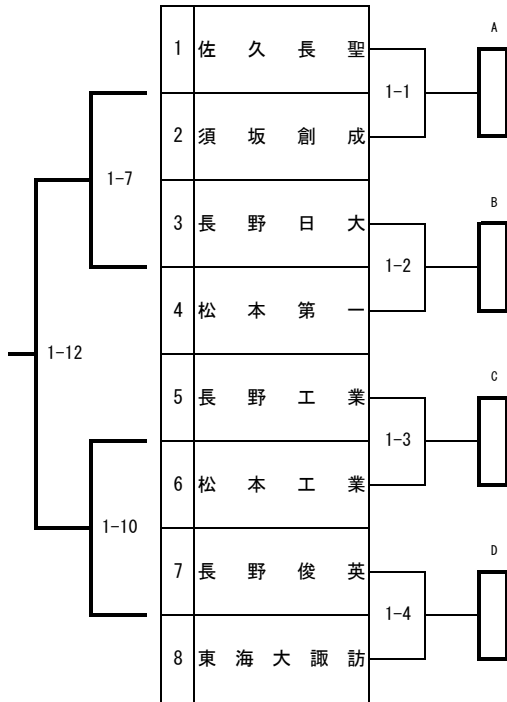 A
1 佐久長聖
1-1
2 須坂創成
1-7
B
3 長野日大
1-2
4 松本第一
1-12
C
5 長野工業
1-3
6 松本工業
1-10
D
7 長野俊英
1-4
8 東海大諏訪